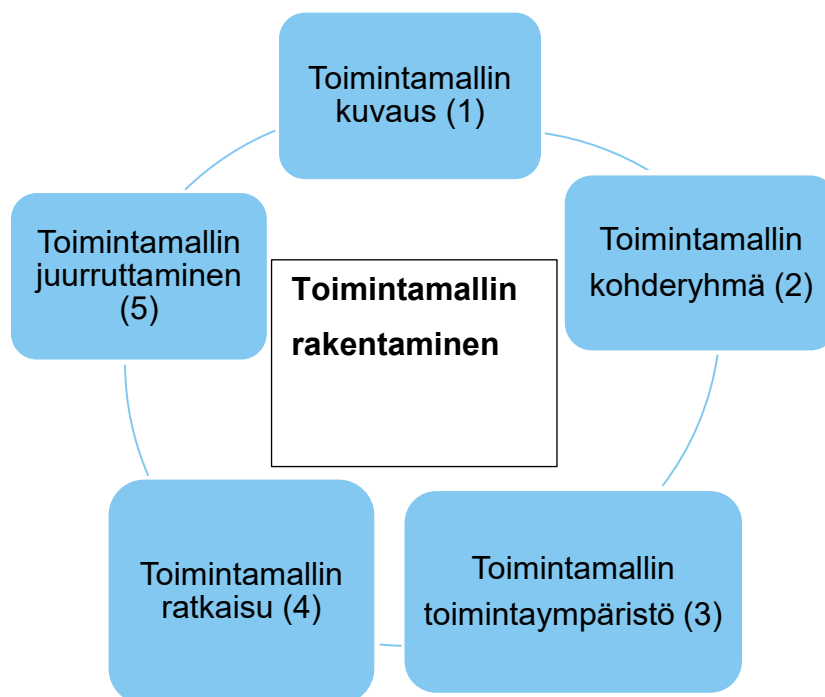 Toimintamallin
kuvaus (1)
Toimintamallin
kohderyhmä (2)
Toimintamallin
toimintaympäristö (3)
Toimintamallin
ratkaisu (4)
Toimintamallin
juurruttaminen
(5)
Toimintamallin
rakentaminen